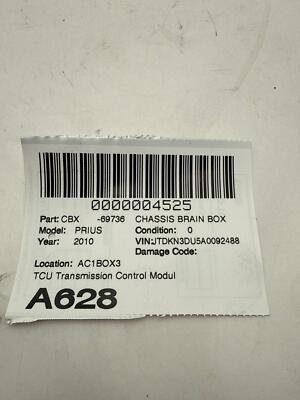 0000004525
Part: CBX -69736 CHASSIS BRAIN BOX
Model: PRIUS Condition: 0
Year: 2010 VIN:JTDKN3DU5A0092488
Damage Code:
Location: AC1BOX3
TCU Transmission Control Modul
A628